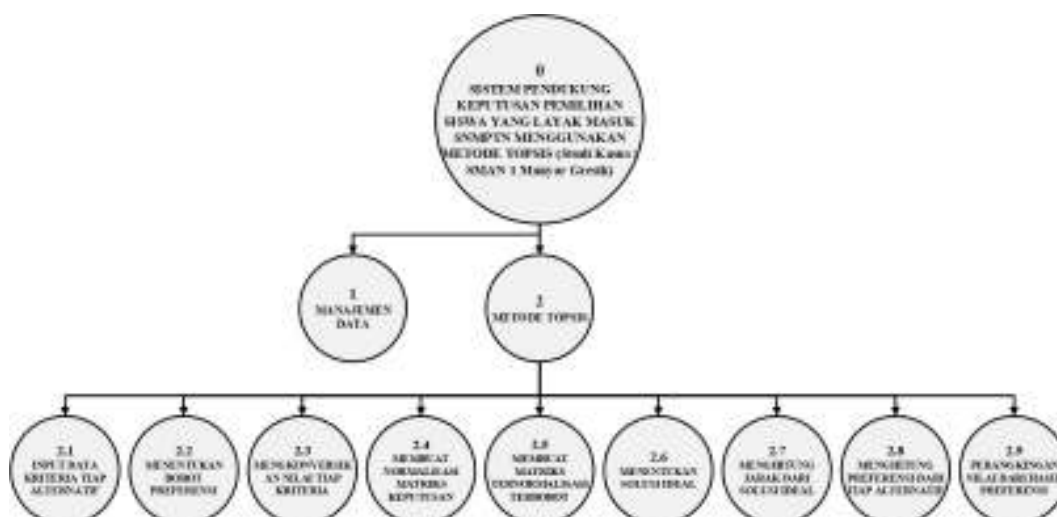 0
SISTEM PENDUKUNG
KEPUTUSAN PEMILIHAN
SISWA YANG LAYAK MASUK
SNMPTN MENGGUNAKAN
METODE TOPSIS (Studi Kasus :
SMAN 1 Manyar Gresik)
1
MANAJEMEN
DATA
2
METODE TOPSIS
2.1
INPUT DATA
KRITERIA TIAP
ALTERNATIF
2.2
MENENTUKAN
BOBOT
PREFERENSI
2.3
MENGKONVERSIK
AN NILAI TIAP
KRITERIA
2.4
MEMBUAT
NORMALISASI
MATRIKS
KEPUTUSAN
2.5
MEMBUAT
MATRIKS
TERNORMALISASI
TERBOBOT
2.6
MENENTUKAN
SOLUSI IDEAL
2.7
MENGHITUNG
JARAK DARI
SOLUSI IDEAL
2.8
MENGHITUNG
PREFERENSI DARI
TIAP ALTERNATIF
2.9
PERANGKINGAN
NILAI DARI HASIL
PREFERENSI